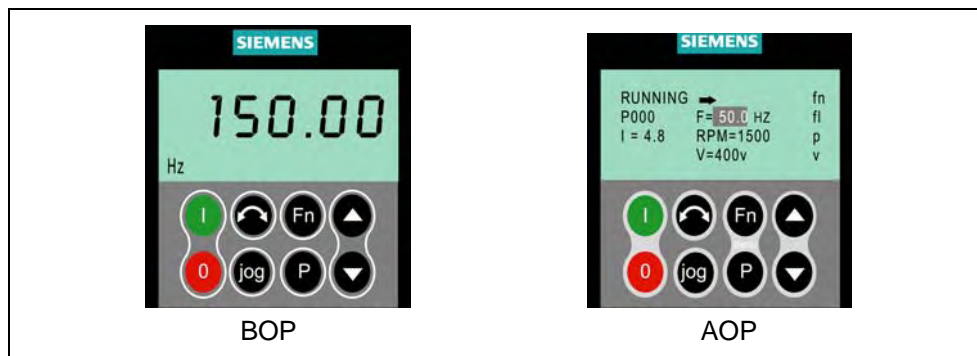 SIEMENS
150.00
Hz
I
Fn
0
jog
P
BOP
SIEMENS
RUNNING fn
P000 F= 50.0 HZ fl
I = 4.8 RPM=1500 p
V=400v v
I
Fn
0
jog
P
AOP